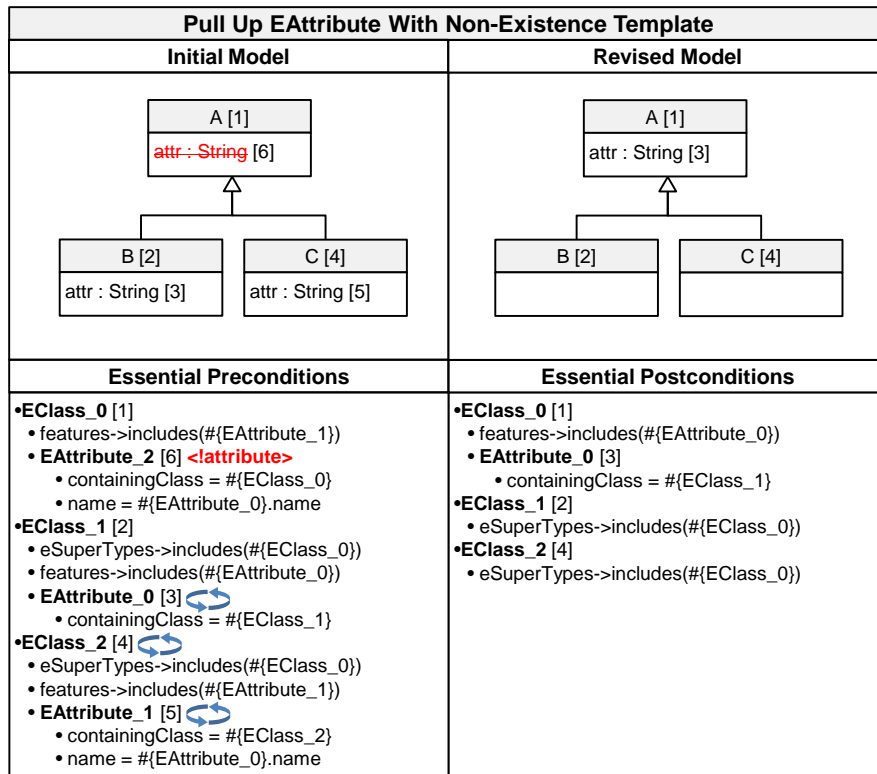 Pull Up EAttribute With Non-Existence Template
Initial Model
Revised Model
A [1]
attr : String [6]
B [2]
attr : String [3]
C [4]
attr : String [5]
A [1]
attr : String [3]
B [2]
C [4]
Essential Preconditions
•EClass_0 [1]
• features->includes(#{EAttribute_1})
• EAttribute_2 [6] <!attribute>
• containingClass = #{EClass_0}
• name = #{EAttribute_0}.name
•EClass_1 [2]
• eSuperTypes->includes(#{EClass_0})
• features->includes(#{EAttribute_0})
• EAttribute_0 [3]
• containingClass = #{EClass_1}
•EClass_2 [4]
• eSuperTypes->includes(#{EClass_0})
• features->includes(#{EAttribute_1})
• EAttribute_1 [5]
• containingClass = #{EClass_2}
• name = #{EAttribute_0}.name
Essential Postconditions
•EClass_0 [1]
• features->includes(#{EAttribute_0})
• EAttribute_0 [3]
• containingClass = #{EClass_1}
•EClass_1 [2]
• eSuperTypes->includes(#{EClass_0})
•EClass_2 [4]
• eSuperTypes->includes(#{EClass_0})